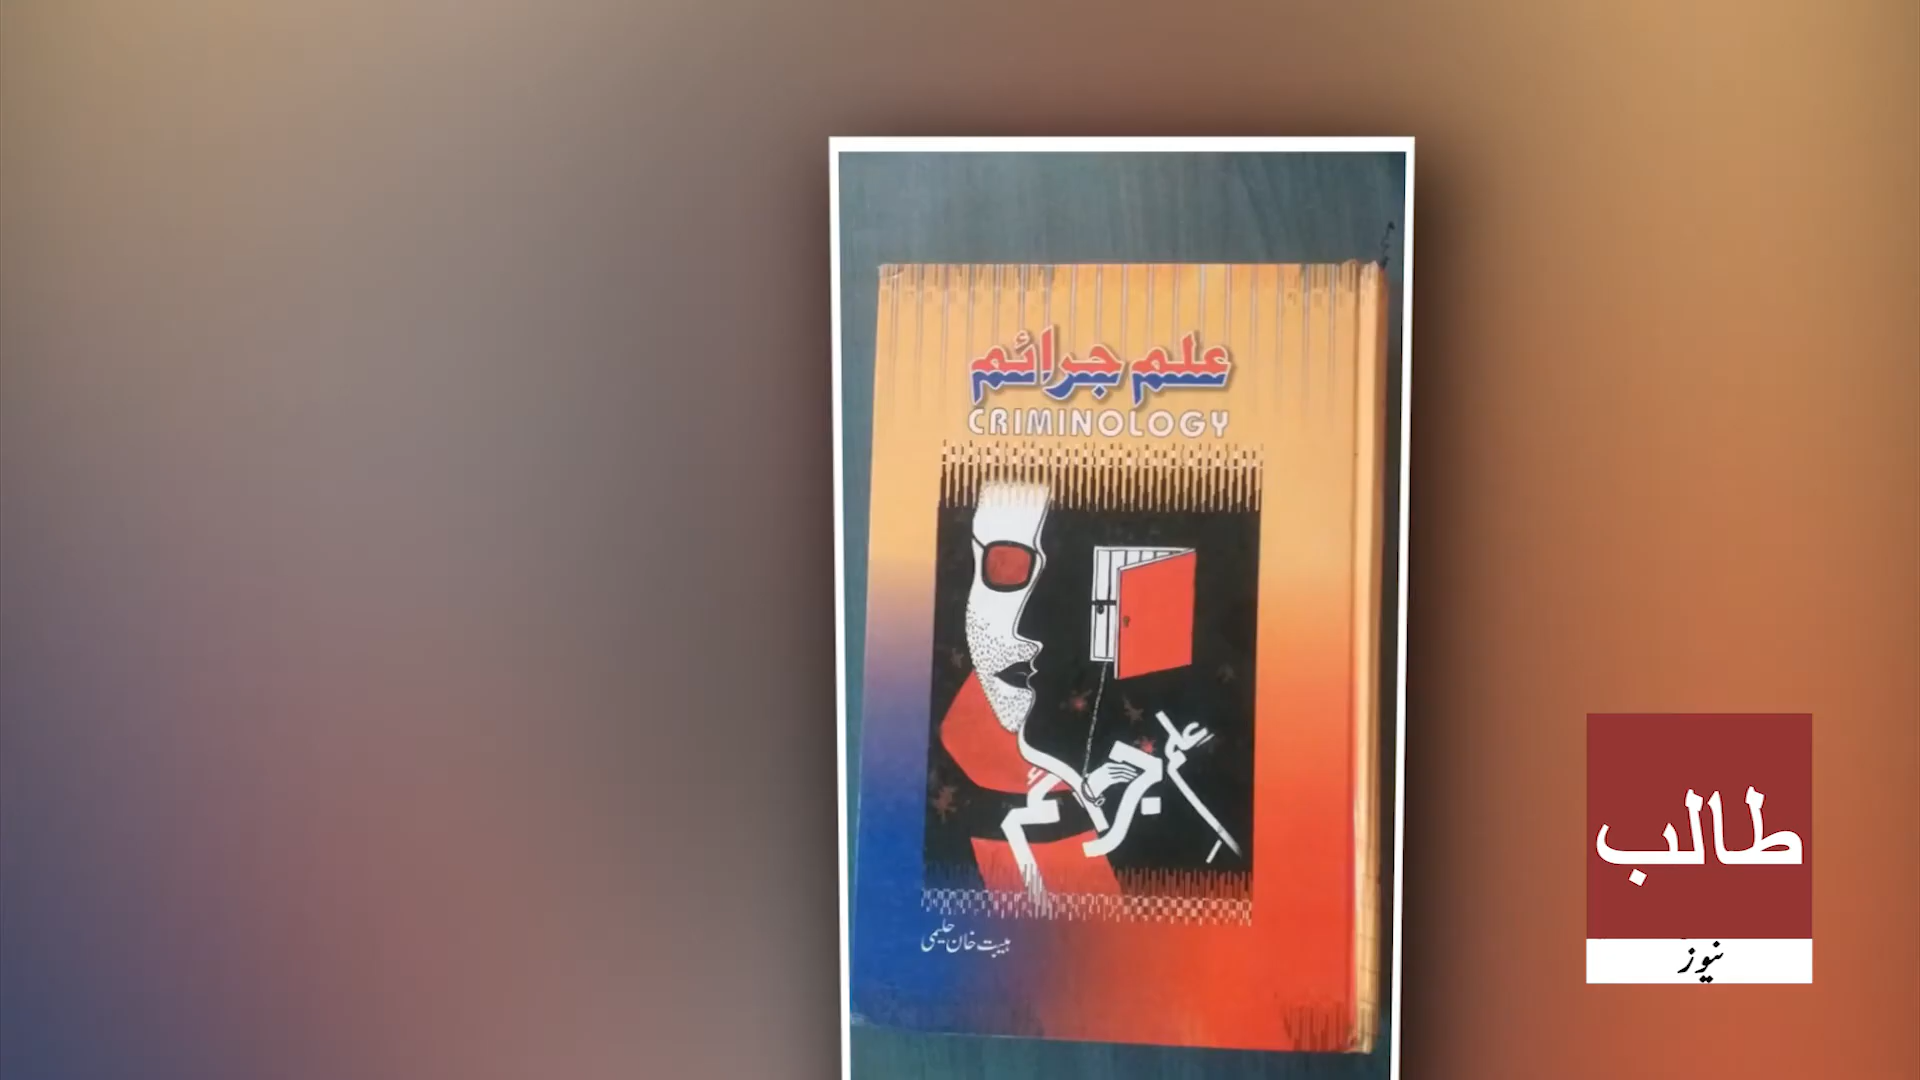 علم جرائم
CRIMINOLOGY
علم
جرائم
ہیبت خان حلیمی
طالب
نیوز